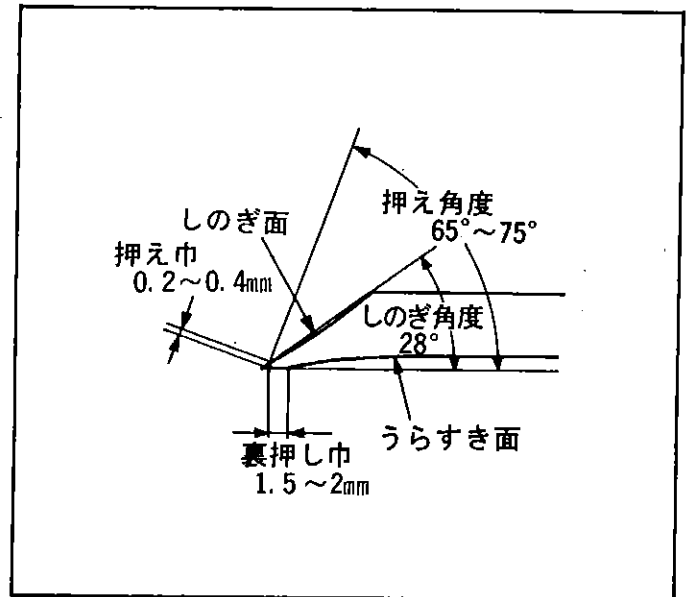 押え角度
65°～75°
しのぎ面
押え巾
0.2～0.4mm
しのぎ角度
28°
うらすき面
裏押し巾
1.5～2mm